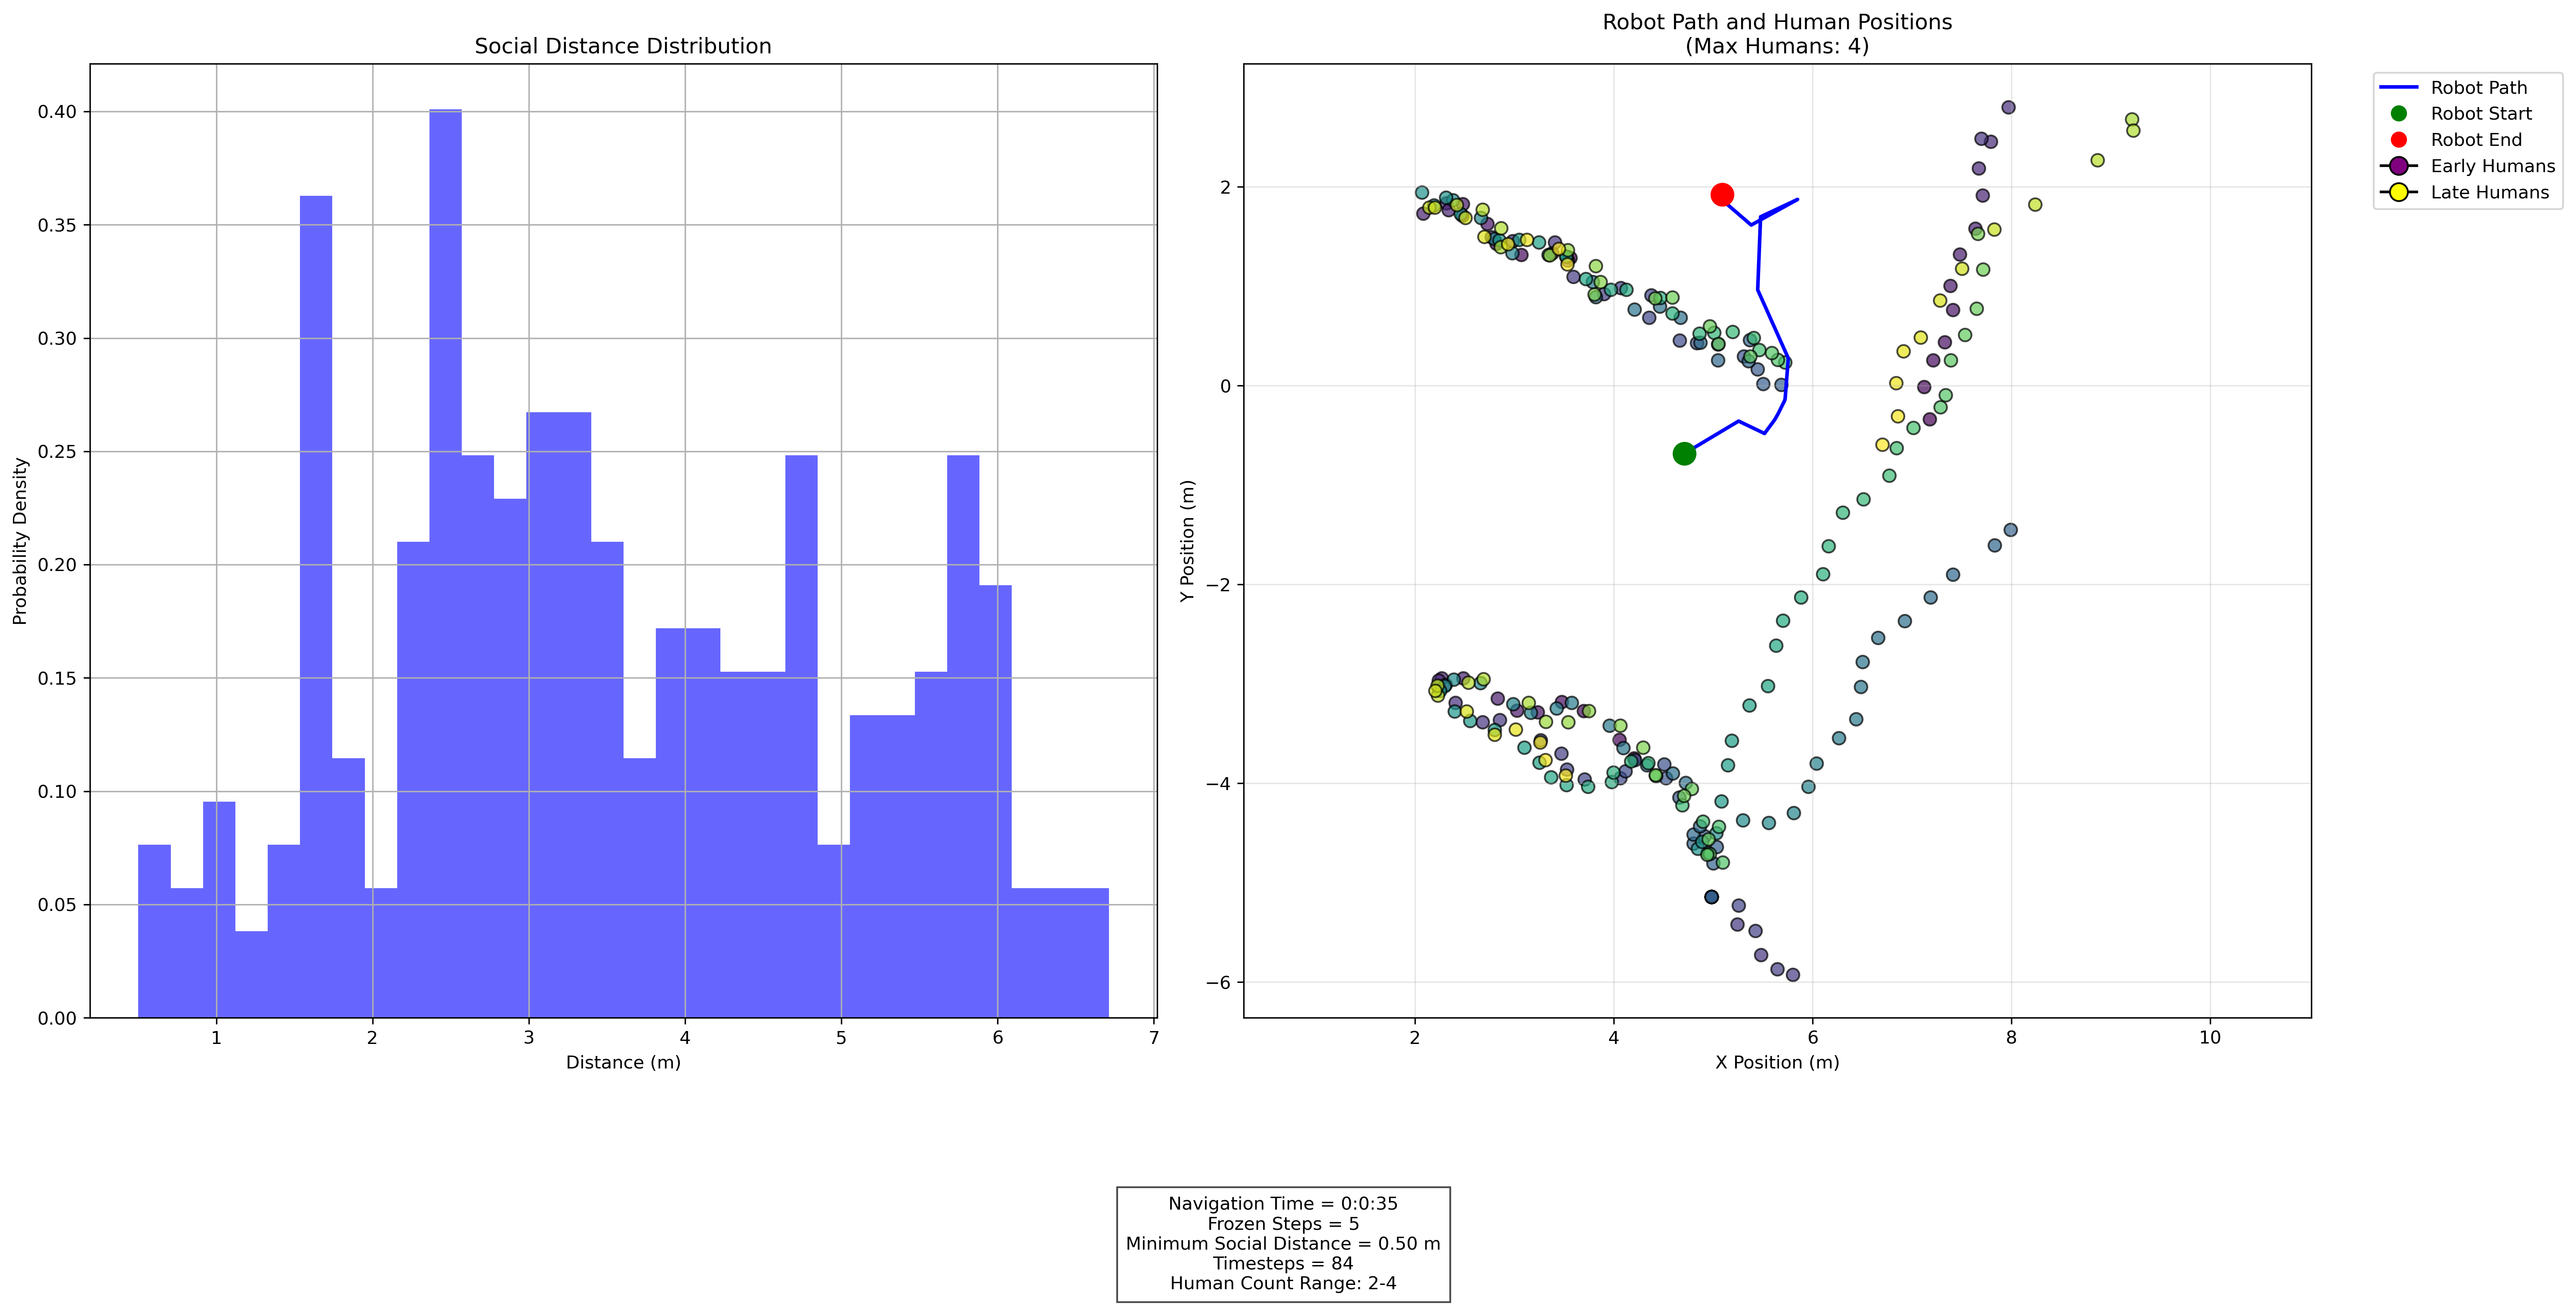 Social Distance Distribution
Probability Density
0.40
0.35
0.30
0.25
0.20
0.15
0.10
0.05
0.00
1 2 3 4 5 6 7
Distance (m)
Robot Path and Human Positions
(Max Humans: 4)
Y Position (m)
2
0
−2
−4
−6
2 4 6 8 10
X Position (m)
Robot Path
Robot Start
Robot End
Early Humans
Late Humans
Navigation Time = 0:0:35
Frozen Steps = 5
Minimum Social Distance = 0.50 m
Timesteps = 84
Human Count Range: 2-4